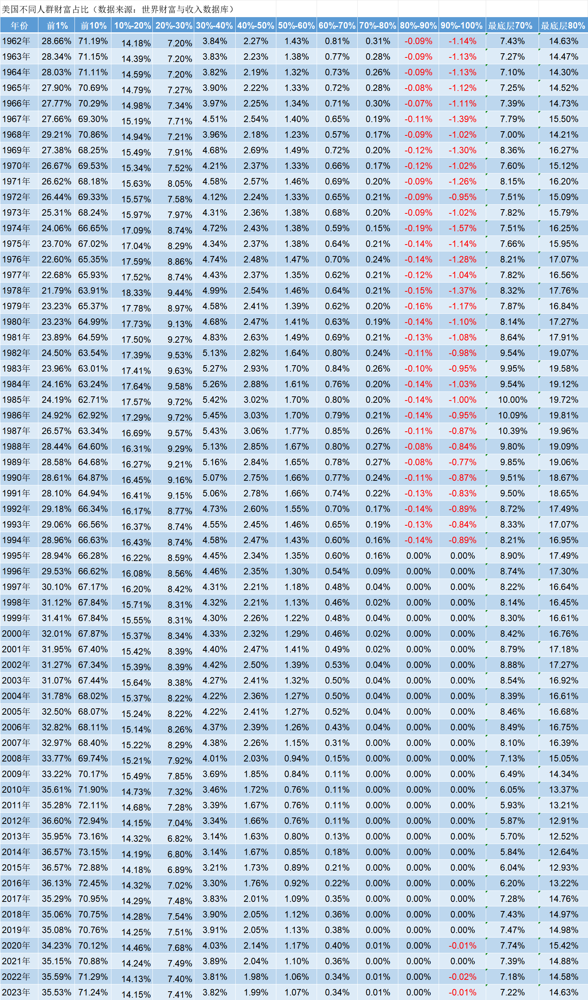 美国不同人群财富占比（数据来源：世界财富与收入数据库）
年份 前1% 前10% 10%-20% 20%-30% 30%-40% 40%-50% 50%-60% 60%-70% 70%-80% 80%-90% 90%-100% 最底层70% 最底层80%
1962年 28.66% 71.19% 14.18% 7.20% 3.84% 2.27% 1.43% 0.81% 0.31% -0.09% -1.14% 7.43% 14.63%
1963年 28.34% 71.15% 14.39% 7.20% 3.83% 2.23% 1.38% 0.77% 0.28% -0.09% -1.13% 7.27% 14.47%
1964年 28.03% 71.11% 14.59% 7.20% 3.82% 2.19% 1.32% 0.73% 0.26% -0.09% -1.13% 7.10% 14.30%
1965年 27.90% 70.69% 14.79% 7.27% 3.90% 2.22% 1.33% 0.72% 0.28% -0.08% -1.12% 7.25% 14.52%
1966年 27.77% 70.29% 14.98% 7.34% 3.97% 2.25% 1.34% 0.71% 0.30% -0.07% -1.11% 7.39% 14.73%
1967年 27.66% 69.30% 15.19% 7.71% 4.51% 2.54% 1.40% 0.65% 0.19% -0.11% -1.39% 7.79% 15.50%
1968年 29.21% 70.86% 14.94% 7.21% 3.96% 2.18% 1.23% 0.57% 0.17% -0.09% -1.02% 7.00% 14.21%
1969年 27.38% 68.25% 15.49% 7.91% 4.68% 2.69% 1.49% 0.72% 0.20% -0.12% -1.30% 8.36% 16.27%
1970年 26.67% 69.53% 15.34% 7.52% 4.21% 2.37% 1.33% 0.66% 0.17% -0.12% -1.02% 7.60% 15.12%
1971年 26.62% 68.18% 15.63% 8.05% 4.58% 2.57% 1.46% 0.69% 0.20% -0.09% -1.26% 8.15% 16.20%
1972年 26.44% 69.33% 15.57% 7.58% 4.12% 2.24% 1.33% 0.65% 0.21% -0.09% -0.95% 7.51% 15.09%
1973年 25.31% 68.24% 15.97% 7.97% 4.31% 2.36% 1.38% 0.68% 0.20% -0.09% -1.02% 7.82% 15.79%
1974年 24.06% 66.65% 17.09% 8.74% 4.72% 2.43% 1.38% 0.59% 0.15% -0.19% -1.57% 7.51% 16.25%
1975年 23.70% 67.02% 17.04% 8.29% 4.34% 2.37% 1.38% 0.64% 0.21% -0.14% -1.14% 7.66% 15.95%
1976年 22.60% 65.35% 17.59% 8.86% 4.74% 2.48% 1.47% 0.70% 0.24% -0.14% -1.28% 8.21% 17.07%
1977年 22.68% 65.93% 17.52% 8.74% 4.43% 2.37% 1.35% 0.62% 0.21% -0.12% -1.04% 7.82% 16.56%
1978年 21.79% 63.91% 18.33% 9.44% 4.99% 2.54% 1.46% 0.64% 0.21% -0.15% -1.37% 8.32% 17.76%
1979年 23.23% 65.37% 17.78% 8.97% 4.58% 2.41% 1.39% 0.62% 0.20% -0.16% -1.17% 7.87% 16.84%
1980年 23.23% 64.99% 17.73% 9.13% 4.68% 2.47% 1.41% 0.63% 0.19% -0.14% -1.10% 8.14% 17.27%
1981年 23.89% 64.59% 17.50% 9.27% 4.83% 2.63% 1.49% 0.69% 0.21% -0.13% -1.08% 8.64% 17.91%
1982年 24.50% 63.54% 17.39% 9.53% 5.13% 2.82% 1.64% 0.80% 0.24% -0.11% -0.98% 9.54% 19.07%
1983年 23.96% 63.01% 17.41% 9.63% 5.27% 2.93% 1.70% 0.84% 0.26% -0.10% -0.95% 9.95% 19.58%
1984年 24.16% 63.24% 17.64% 9.58% 5.26% 2.88% 1.61% 0.76% 0.20% -0.14% -1.03% 9.54% 19.12%
1985年 24.19% 62.71% 17.57% 9.72% 5.42% 3.02% 1.70% 0.80% 0.20% -0.14% -1.00% 10.00% 19.72%
1986年 24.92% 62.92% 17.29% 9.72% 5.45% 3.03% 1.70% 0.79% 0.21% -0.14% -0.95% 10.09% 19.81%
1987年 26.57% 63.34% 16.69% 9.57% 5.43% 3.06% 1.77% 0.85% 0.26% -0.11% -0.87% 10.39% 19.96%
1988年 28.44% 64.60% 16.31% 9.29% 5.13% 2.85% 1.67% 0.80% 0.27% -0.08% -0.84% 9.80% 19.09%
1989年 28.58% 64.68% 16.27% 9.21% 5.16% 2.84% 1.65% 0.78% 0.27% -0.08% -0.77% 9.85% 19.06%
1990年 28.61% 64.87% 16.45% 9.16% 5.07% 2.75% 1.66% 0.77% 0.24% -0.11% -0.87% 9.51% 18.67%
1991年 28.10% 64.94% 16.41% 9.15% 5.06% 2.78% 1.66% 0.74% 0.22% -0.13% -0.83% 9.50% 18.65%
1992年 29.18% 66.34% 16.17% 8.77% 4.73% 2.60% 1.55% 0.70% 0.17% -0.14% -0.89% 8.72% 17.49%
1993年 29.06% 66.56% 16.37% 8.74% 4.55% 2.45% 1.46% 0.65% 0.19% -0.13% -0.84% 8.33% 17.07%
1994年 28.96% 66.63% 16.43% 8.74% 4.58% 2.47% 1.43% 0.60% 0.16% -0.14% -0.89% 8.21% 16.95%
1995年 28.94% 66.28% 16.22% 8.59% 4.45% 2.34% 1.35% 0.60% 0.16% 0.00% 0.00% 8.90% 17.49%
1996年 29.53% 66.62% 16.08% 8.56% 4.46% 2.35% 1.30% 0.54% 0.09% 0.00% 0.00% 8.74% 17.30%
1997年 30.10% 67.17% 16.20% 8.42% 4.31% 2.21% 1.18% 0.48% 0.04% 0.00% 0.00% 8.22% 16.64%
1998年 31.12% 67.84% 15.71% 8.31% 4.32% 2.21% 1.13% 0.46% 0.02% 0.00% 0.00% 8.14% 16.45%
1999年 31.41% 67.84% 15.55% 8.31% 4.30% 2.26% 1.22% 0.48% 0.04% 0.00% 0.00% 8.30% 16.61%
2000年 32.01% 67.87% 15.37% 8.34% 4.33% 2.32% 1.29% 0.46% 0.02% 0.00% 0.00% 8.42% 16.76%
2001年 31.95% 67.40% 15.42% 8.39% 4.40% 2.47% 1.41% 0.49% 0.02% 0.00% 0.00% 8.79% 17.18%
2002年 31.27% 67.34% 15.39% 8.39% 4.42% 2.50% 1.39% 0.53% 0.04% 0.00% 0.00% 8.88% 17.27%
2003年 31.07% 67.44% 15.64% 8.38% 4.27% 2.41% 1.32% 0.50% 0.04% 0.00% 0.00% 8.54% 16.92%
2004年 31.78% 68.02% 15.37% 8.22% 4.22% 2.36% 1.27% 0.50% 0.04% 0.00% 0.00% 8.39% 16.61%
2005年 32.50% 68.07% 15.24% 8.22% 4.22% 2.41% 1.27% 0.52% 0.04% 0.00% 0.00% 8.46% 16.68%
2006年 32.82% 68.11% 15.14% 8.26% 4.37% 2.39% 1.26% 0.43% 0.04% 0.00% 0.00% 8.49% 16.75%
2007年 32.97% 68.40% 15.22% 8.29% 4.38% 2.26% 1.15% 0.31% 0.00% 0.00% 0.00% 8.10% 16.39%
2008年 33.77% 69.74% 15.21% 7.92% 4.01% 2.03% 0.94% 0.15% 0.00% 0.00% 0.00% 7.13% 15.05%
2009年 33.22% 70.17% 15.49% 7.85% 3.69% 1.85% 0.84% 0.11% 0.00% 0.00% 0.00% 6.49% 14.34%
2010年 35.61% 71.90% 14.73% 7.32% 3.46% 1.72% 0.76% 0.11% 0.00% 0.00% 0.00% 6.05% 13.37%
2011年 35.28% 72.11% 14.68% 7.28% 3.39% 1.67% 0.76% 0.11% 0.00% 0.00% 0.00% 5.93% 13.21%
2012年 36.60% 72.94% 14.15% 7.04% 3.34% 1.66% 0.76% 0.11% 0.00% 0.00% 0.00% 5.87% 12.91%
2013年 35.95% 73.16% 14.32% 6.82% 3.14% 1.63% 0.80% 0.13% 0.00% 0.00% 0.00% 5.70% 12.52%
2014年 36.57% 73.15% 14.19% 6.80% 3.14% 1.67% 0.85% 0.18% 0.00% 0.00% 0.00% 5.84% 12.64%
2015年 36.57% 72.88% 14.18% 6.89% 3.21% 1.73% 0.89% 0.21% 0.00% 0.00% 0.00% 6.04% 12.93%
2016年 36.13% 72.45% 14.32% 7.02% 3.30% 1.76% 0.92% 0.22% 0.00% 0.00% 0.00% 6.20% 13.22%
2017年 35.29% 70.95% 14.29% 7.48% 3.83% 2.01% 1.09% 0.35% 0.00% 0.00% 0.00% 7.28% 14.76%
2018年 35.06% 70.75% 14.28% 7.54% 3.90% 2.05% 1.12% 0.36% 0.00% 0.00% 0.00% 7.43% 14.97%
2019年 35.08% 70.76% 14.25% 7.51% 3.91% 2.05% 1.13% 0.38% 0.00% 0.00% 0.00% 7.47% 14.98%
2020年 34.23% 70.12% 14.46% 7.68% 4.03% 2.14% 1.17% 0.40% 0.01% 0.00% -0.01% 7.74% 15.42%
2021年 35.15% 70.88% 14.24% 7.49% 3.89% 2.04% 1.10% 0.36% 0.00% 0.00% 0.00% 7.39% 14.88%
2022年 35.59% 71.29% 14.13% 7.40% 3.81% 1.98% 1.06% 0.34% 0.01% 0.00% -0.02% 7.18% 14.58%
2023年 35.53% 71.24% 14.15% 7.41% 3.82% 1.99% 1.07% 0.34% 0.01% 0.00% -0.01% 7.22% 14.63%